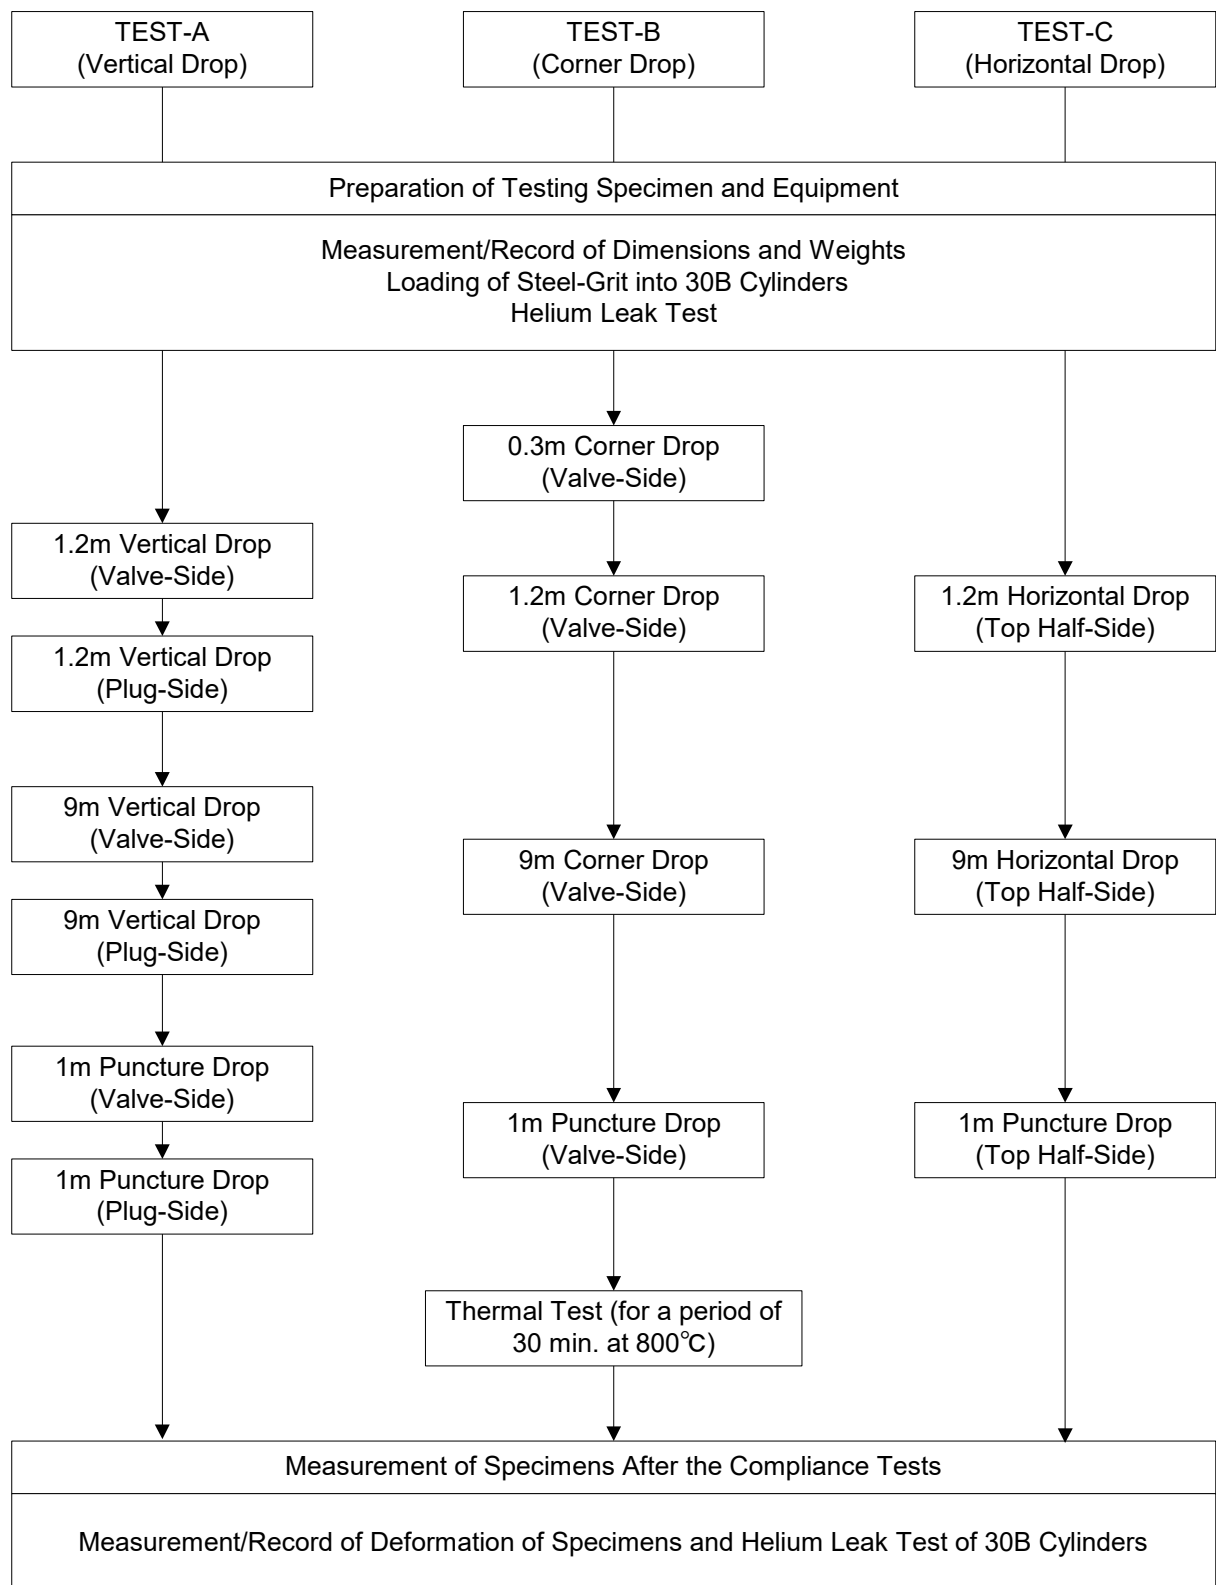 TEST-A
(Vertical Drop)
TEST-B
(Corner Drop)
TEST-C
(Horizontal Drop)
Preparation of Testing Specimen and Equipment
Measurement/Record of Dimensions and Weights
Loading of Steel-Grit into 30B Cylinders
Helium Leak Test
1.2m Vertical Drop
(Valve-Side)
1.2m Vertical Drop
(Plug-Side)
9m Vertical Drop
(Valve-Side)
9m Vertical Drop
(Plug-Side)
1m Puncture Drop
(Valve-Side)
1m Puncture Drop
(Plug-Side)
0.3m Corner Drop
(Valve-Side)
1.2m Corner Drop
(Valve-Side)
9m Corner Drop
(Valve-Side)
1m Puncture Drop
(Valve-Side)
Thermal Test (for a period of
30 min. at 800℃)
1.2m Horizontal Drop
(Top Half-Side)
9m Horizontal Drop
(Top Half-Side)
1m Puncture Drop
(Top Half-Side)
Measurement of Specimens After the Compliance Tests
Measurement/Record of Deformation of Specimens and Helium Leak Test of 30B Cylinders